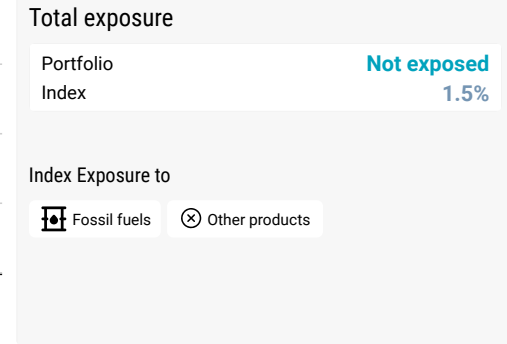 Total exposure
Portfolio Not exposed
Index 1.5%
Index Exposure to
Fossil fuels Other products